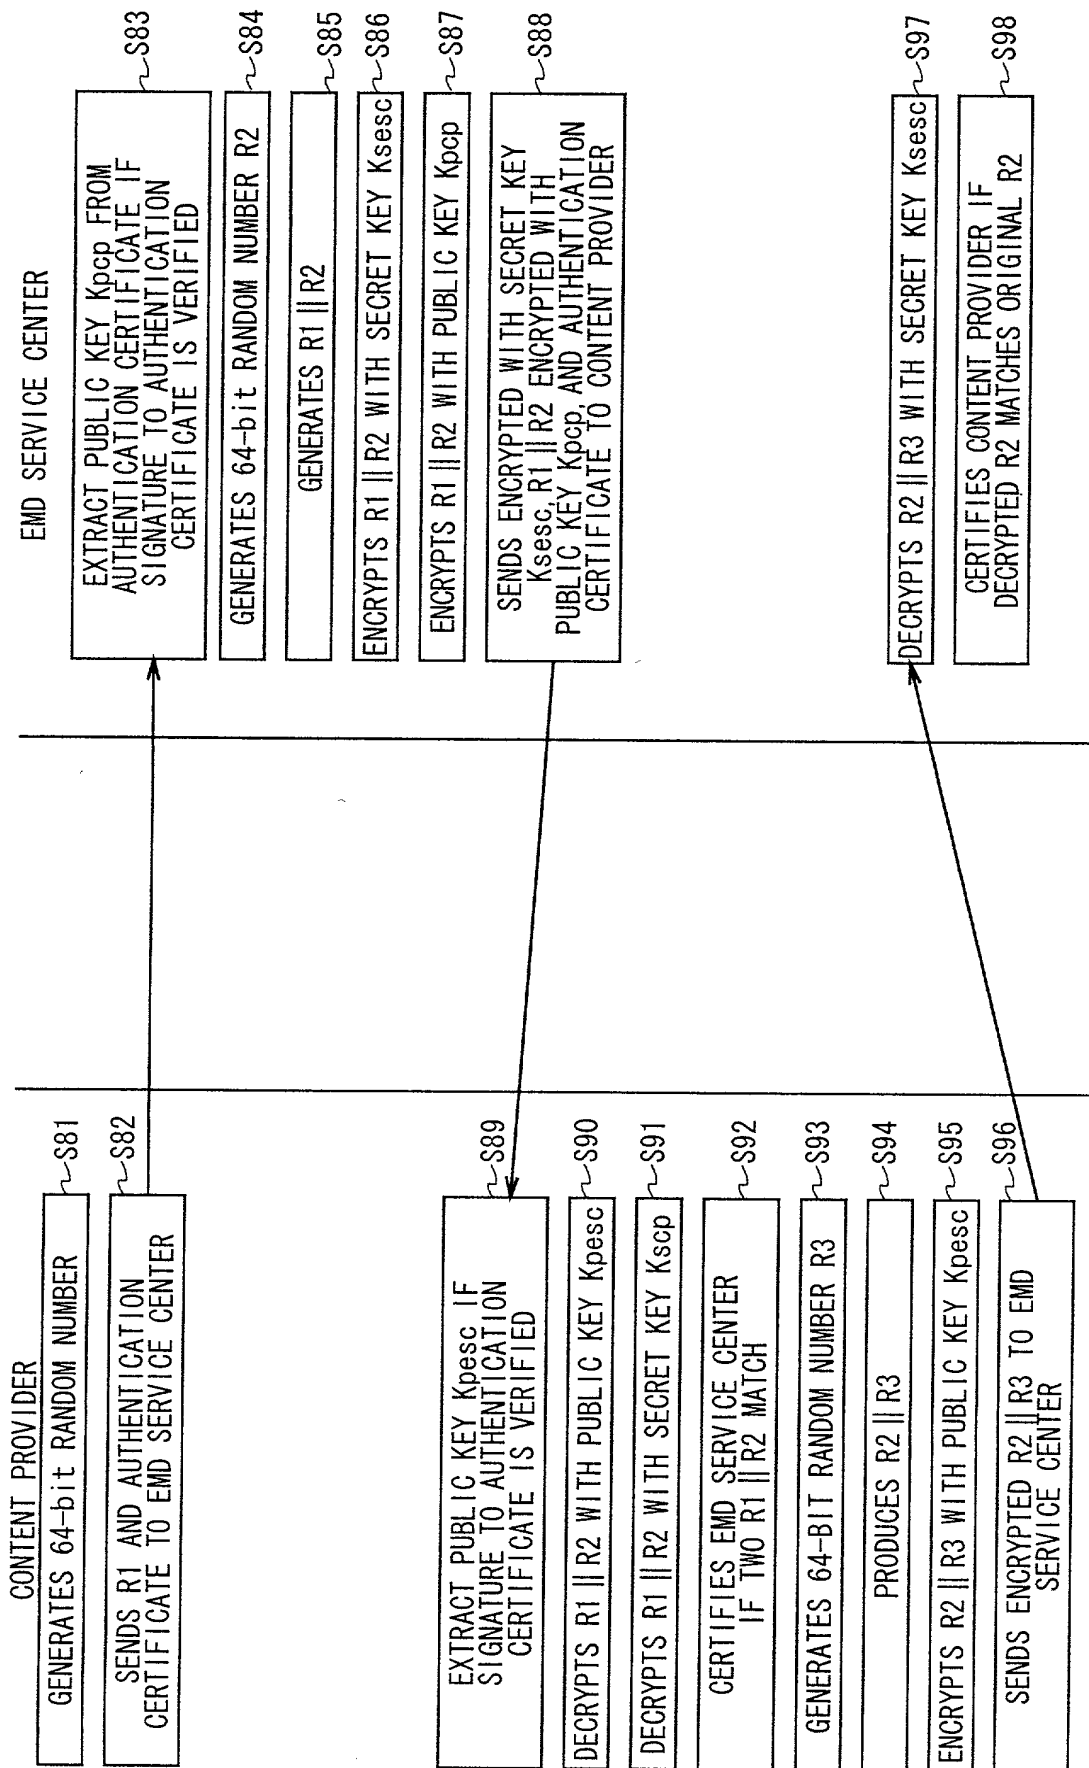 CONTENT PROVIDER
GENERATES 64-bit RANDOM NUMBER
S81
SENDS R1 AND AUTHENTICATION
CERTIFICATE TO EMD SERVICE CENTER
S82
EXTRACT PUBLIC KEY Kpesc IF
SIGNATURE TO AUTHENTICATION
CERTIFICATE IS VERIFIED
S89
DECRYPTS R1 || R2 WITH PUBLIC KEY Kpesc
S90
DECRYPTS R1 || R2 WITH SECRET KEY Kscp
S91
CERTIFIES EMD SERVICE CENTER
IF TWO R1 || R2 MATCH
S92
GENERATES 64-BIT RANDOM NUMBER R3
S93
PRODUCES R2 || R3
S94
ENCRYPTS R2 || R3 WITH PUBLIC KEY Kpesc
S95
SENDS ENCRYPTED R2 || R3 TO EMD
SERVICE CENTER
S96
EMD SERVICE CENTER
EXTRACT PUBLIC KEY Kpcp FROM
AUTHENTICATION CERTIFICATE IF
SIGNATURE TO AUTHENTICATION
CERTIFICATE IS VERIFIED
S83
GENERATES 64-bit RANDOM NUMBER R2
S84
GENERATES R1 || R2
S85
ENCRYPTS R1 || R2 WITH SECRET KEY Ksesc
S86
ENCRYPTS R1 || R2 WITH PUBLIC KEY Kpcp
S87
SENDS ENCRYPTED WITH SECRET KEY
Ksesc, R1 || R2 ENCRYPTED WITH
PUBLIC KEY Kpcp, AND AUTHENTICATION
CERTIFICATE TO CONTENT PROVIDER
S88
DECRYPTS R2 || R3 WITH SECRET KEY Ksesc
S97
CERTIFIES CONTENT PROVIDER IF
DECRYPTED R2 MATCHES ORIGINAL R2
S98